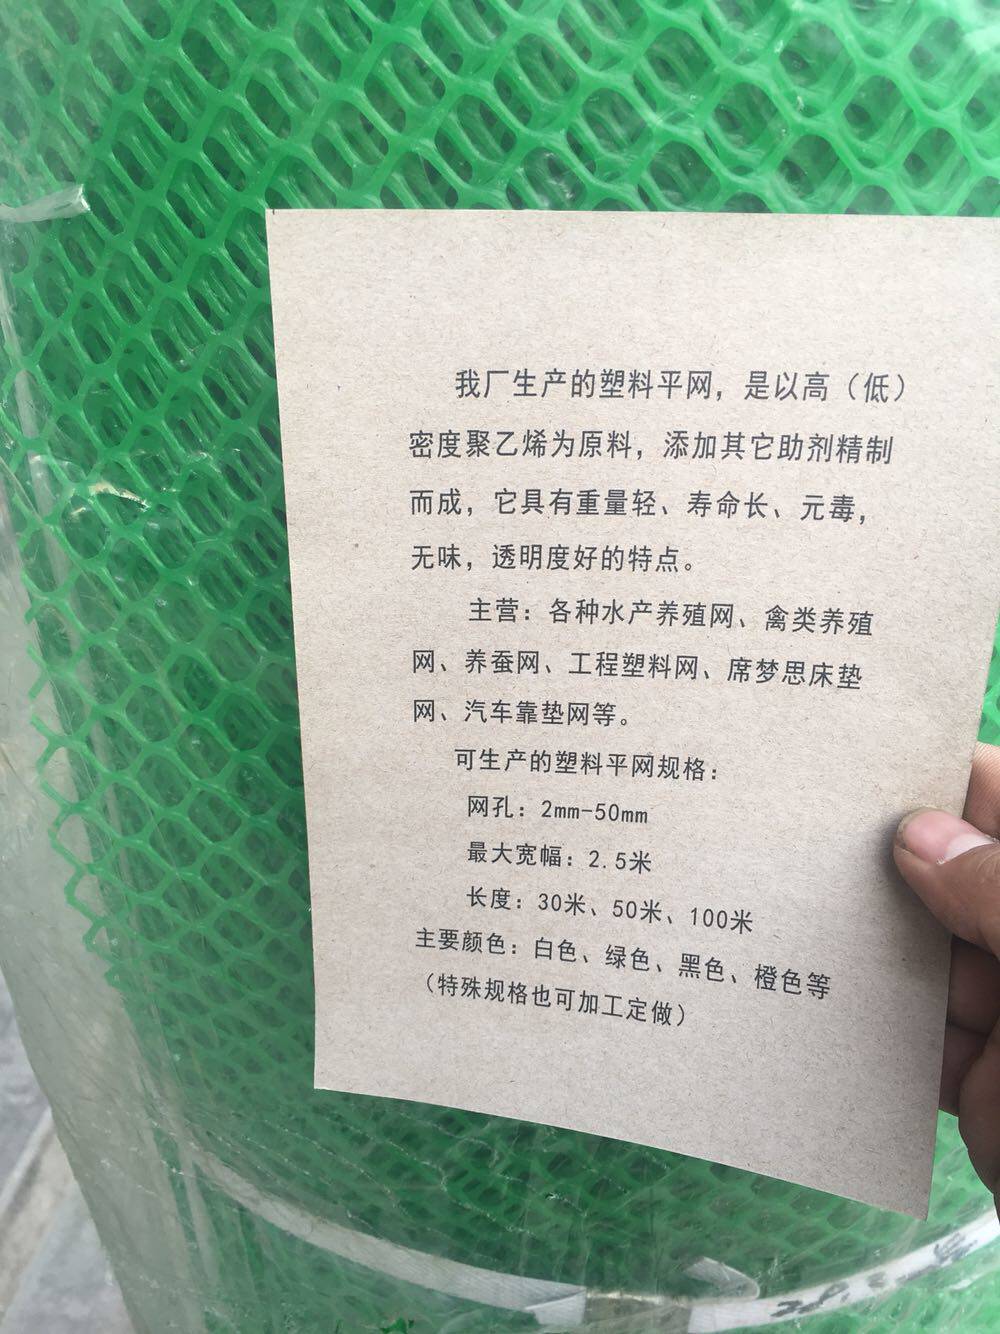 我厂生产的塑料平网，是以高（低）
密度聚乙烯为原料，添加其它助剂精制
而成，它具有重量轻、寿命长、元毒，
无味，透明度好的特点。
主营：各种水产养殖网、禽类养殖
网、养蚕网、工程塑料网、席梦思床垫
网、汽车靠垫网等。
可生产的塑料平网规格：
网孔：2mm-50mm
最大宽幅：2.5米
长度：30米、50米、100米
主要颜色：白色、绿色、黑色、橙色等
（特殊规格也可加工定做）